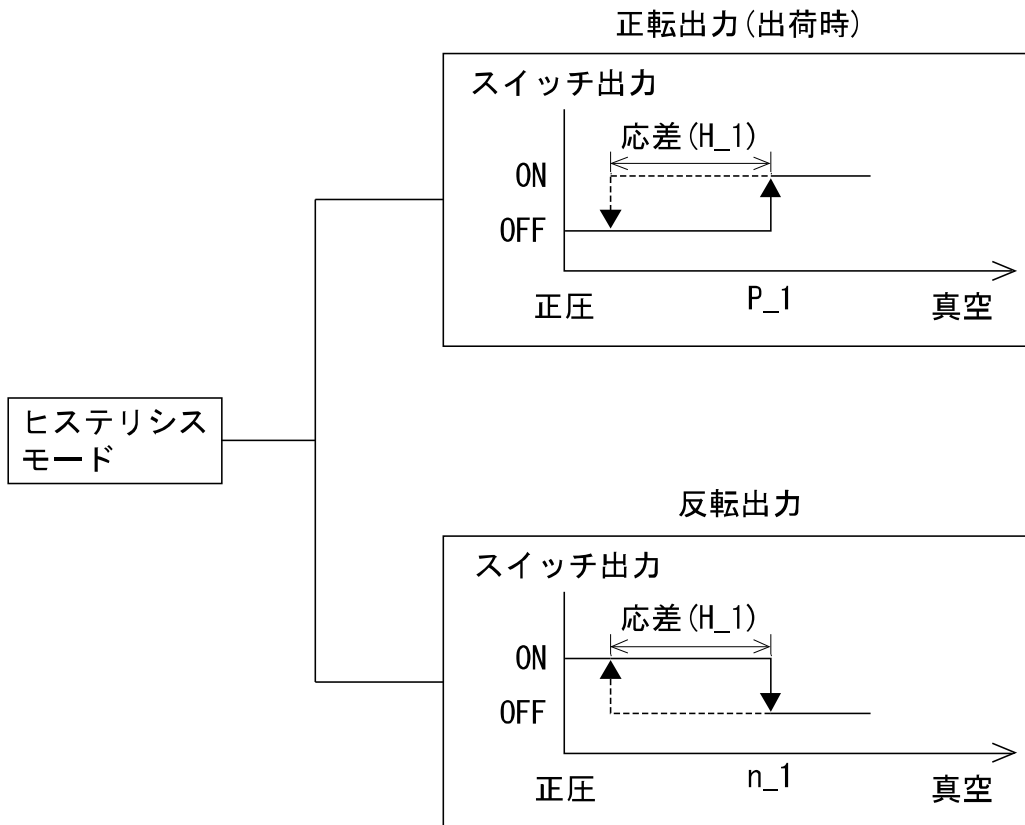 正転出力(出荷時)
スイッチ出力
応差(H_1)
ON
OFF
P_1
正圧
真空
ヒステリシス
モード
反転出力
スイッチ出力
応差(H_1)
ON
OFF
n_1
正圧
真空